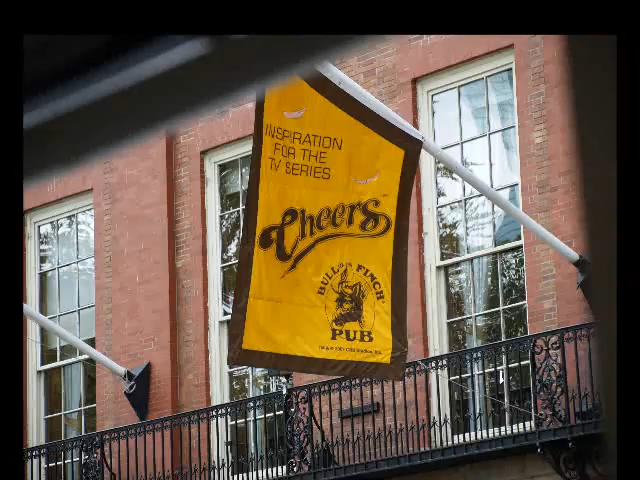 INSPIRATION
FOR THE
TV SERIES
Cheers
BULL & FINCH
PUB